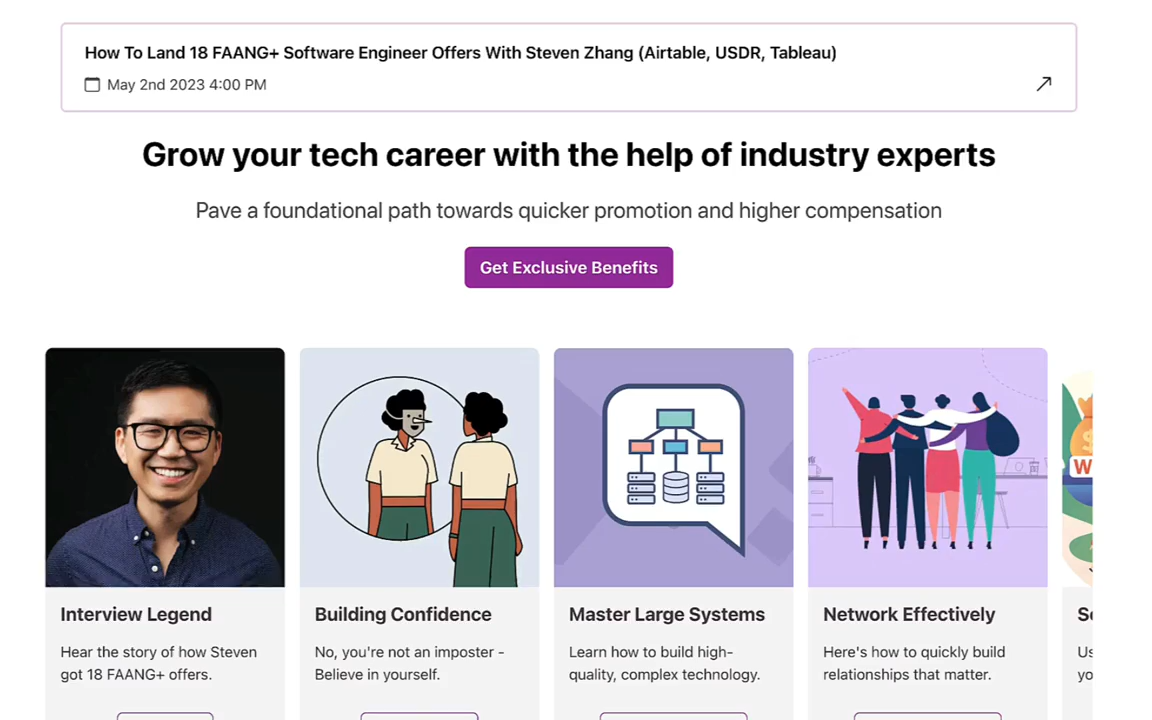 How To Land 18 FAANG+ Software Engineer Offers With Steven Zhang (Airtable, USDR, Tableau)
May 2nd 2023 4:00 PM
Grow your tech career with the help of industry experts
Pave a foundational path towards quicker promotion and higher compensation
Get Exclusive Benefits
Interview Legend
Hear the story of how Steven
got 18 FAANG+ offers.
Building Confidence
No, you're not an imposter -
Believe in yourself.
Master Large Systems
Learn how to build high-
quality, complex technology.
Network Effectively
Here's how to quickly build
relationships that matter.